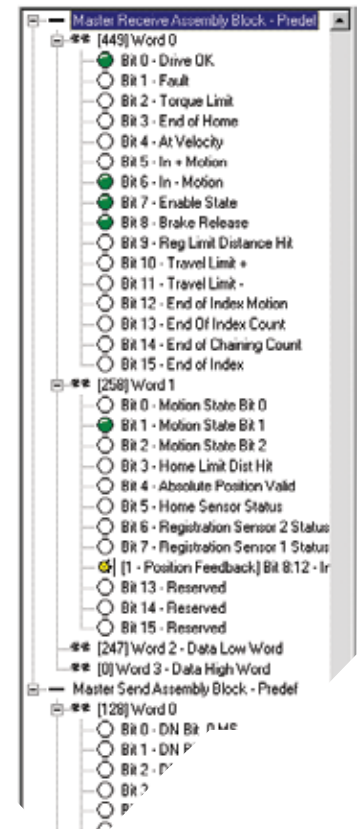 Master Receive Assembly Block - Predef
[449] Word 0
Bit 0 - Drive OK
Bit 1 - Fault
Bit 2 - Torque Limit
Bit 3 - End of Home
Bit 4 - At Velocity
Bit 5 - In + Motion
Bit 6 - In - Motion
Bit 7 - Enable State
Bit 8 - Brake Release
Bit 9 - Reg Limit Distance Hit
Bit 10 - Travel Limit +
Bit 11 - Travel Limit -
Bit 12 - End of Index Motion
Bit 13 - End Of Index Count
Bit 14 - End of Chaining Count
Bit 15 - End of Index
[258] Word 1
Bit 0 - Motion State Bit 0
Bit 1 - Motion State Bit 1
Bit 2 - Motion State Bit 2
Bit 3 - Home Limit Dist Hit
Bit 4 - Absolute Position Valid
Bit 5 - Home Sensor Status
Bit 6 - Registration Sensor 2 Status
Bit 7 - Registration Sensor 1 Status
[1 - Position Feedback] Bit 8:12 - Ir
Bit 13 - Reserved
Bit 14 - Reserved
Bit 15 - Reserved
[247] Word 2 - Data Low Word
[0] Word 3 - Data High Word
Master Send Assembly Block - Predef
[128] Word 0
Bit 0 - DN Bit
Bit 1 - DN
Bit 2 -
Bit